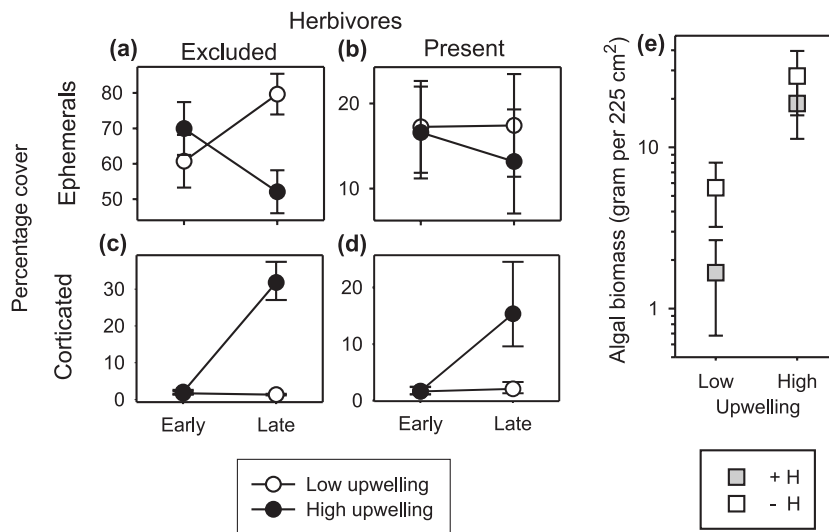 Herbivores
(a) Excluded
(b) Present
(e)
Percentage cover
Ephemerals
80
70
60
50
20
10
(c)
(d)
Corticated
30
20
10
0
20
10
0
Early Late
Early Late
Algal biomass (gram per 225 cm²)
10
1
Low High
Upwelling
Low upwelling
High upwelling
+ H
- H